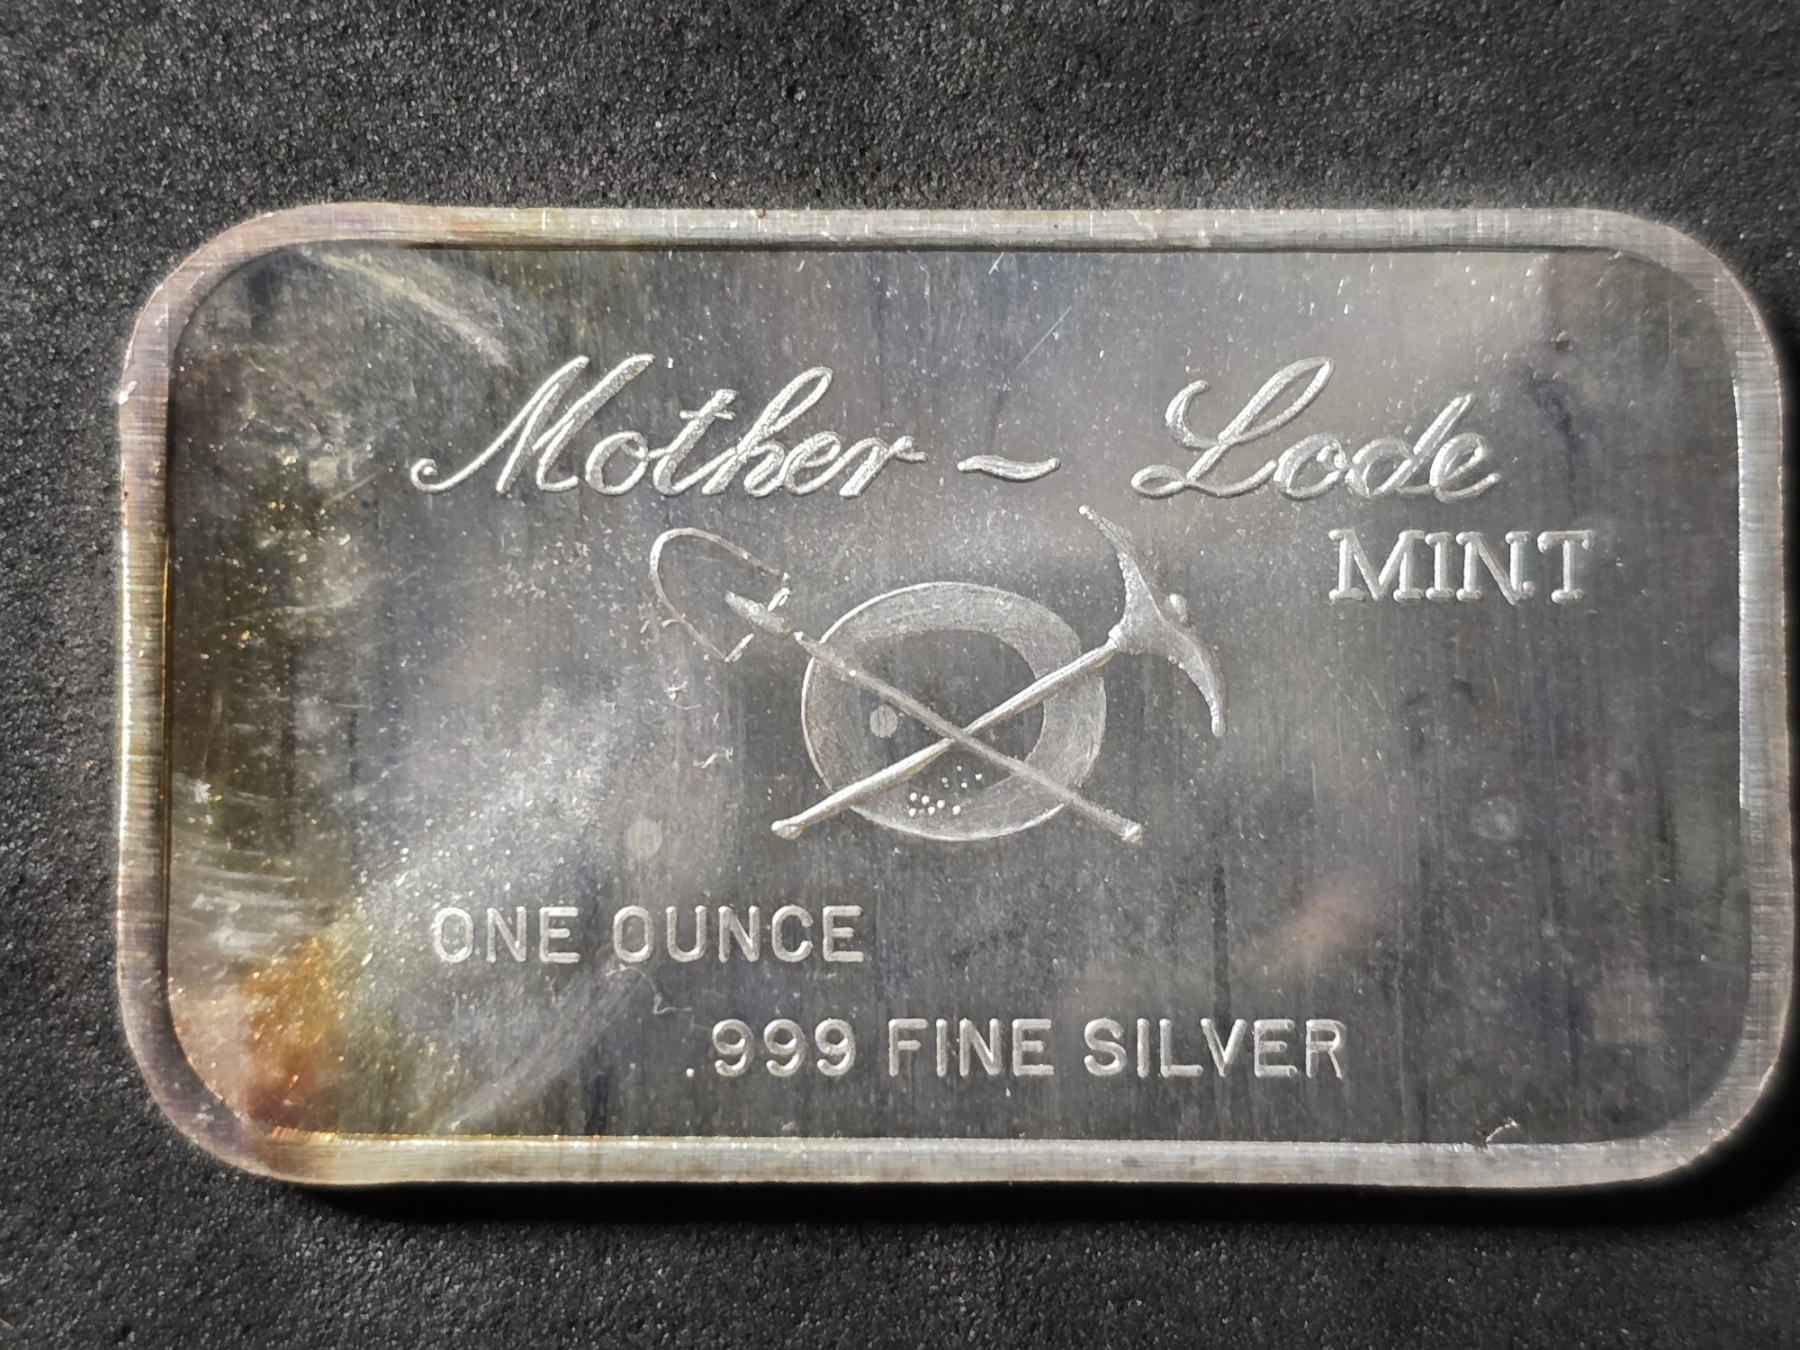 Mother ~ Lode
MINT
ONE OUNCE
.999 FINE SILVER